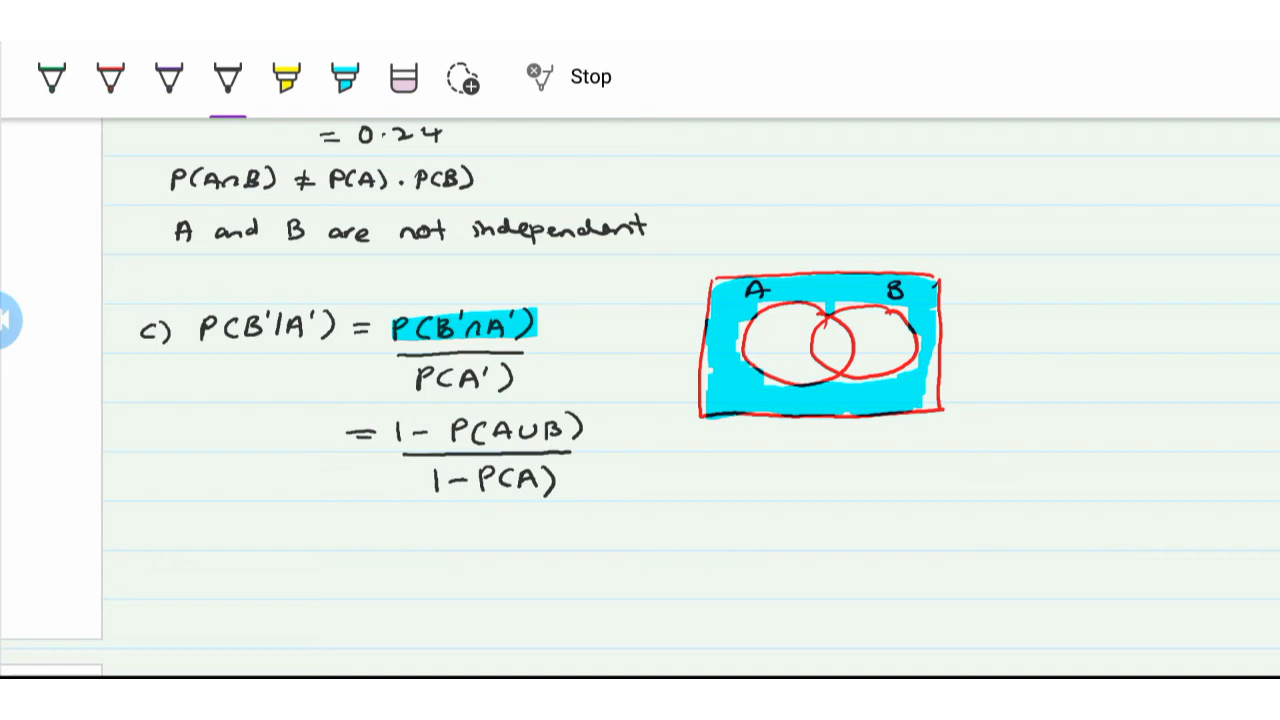 Stop
= 0.24
P(A∩B) ≠ P(A) . P(B)
A and B are not independent
A B
c) P(B'|A') = P(B'∩A')
P(A')
= 1 - P(A∪B)
1 - P(A)